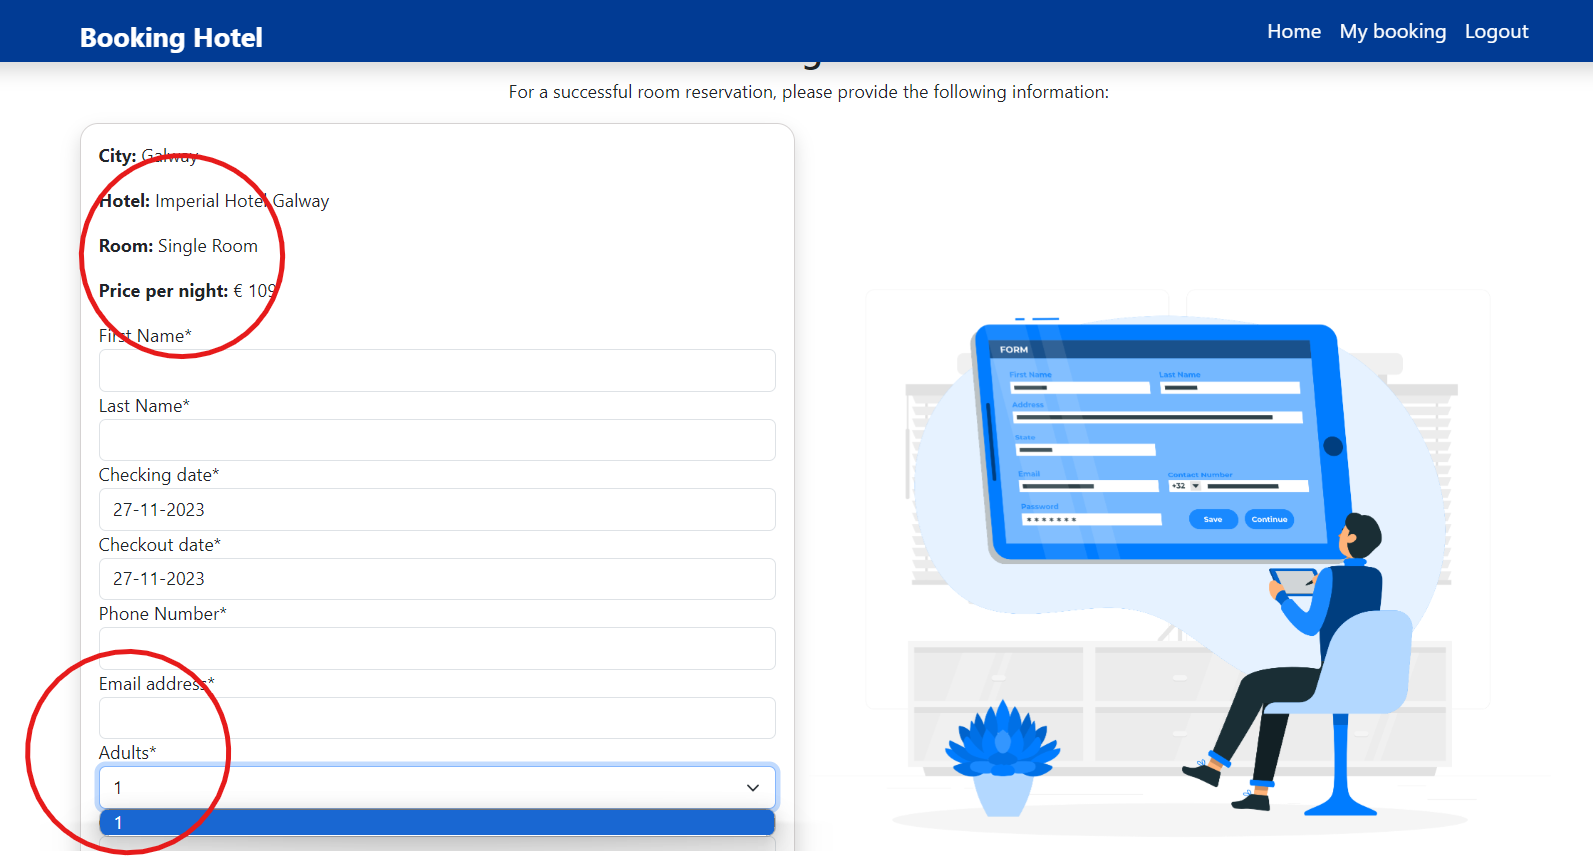 Booking Hotel
Home My booking Logout
For a successful room reservation, please provide the following information:
City: Galway
Hotel: Imperial Hotel Galway
Room: Single Room
Price per night: € 109
First Name*
Last Name*
Checking date*
27-11-2023
Checkout date*
27-11-2023
Phone Number*
Email address*
Adults*
1
1
FORM
First Name Last Name
Address
State
Email Contact Number
+32
Password
*******
Save Continue